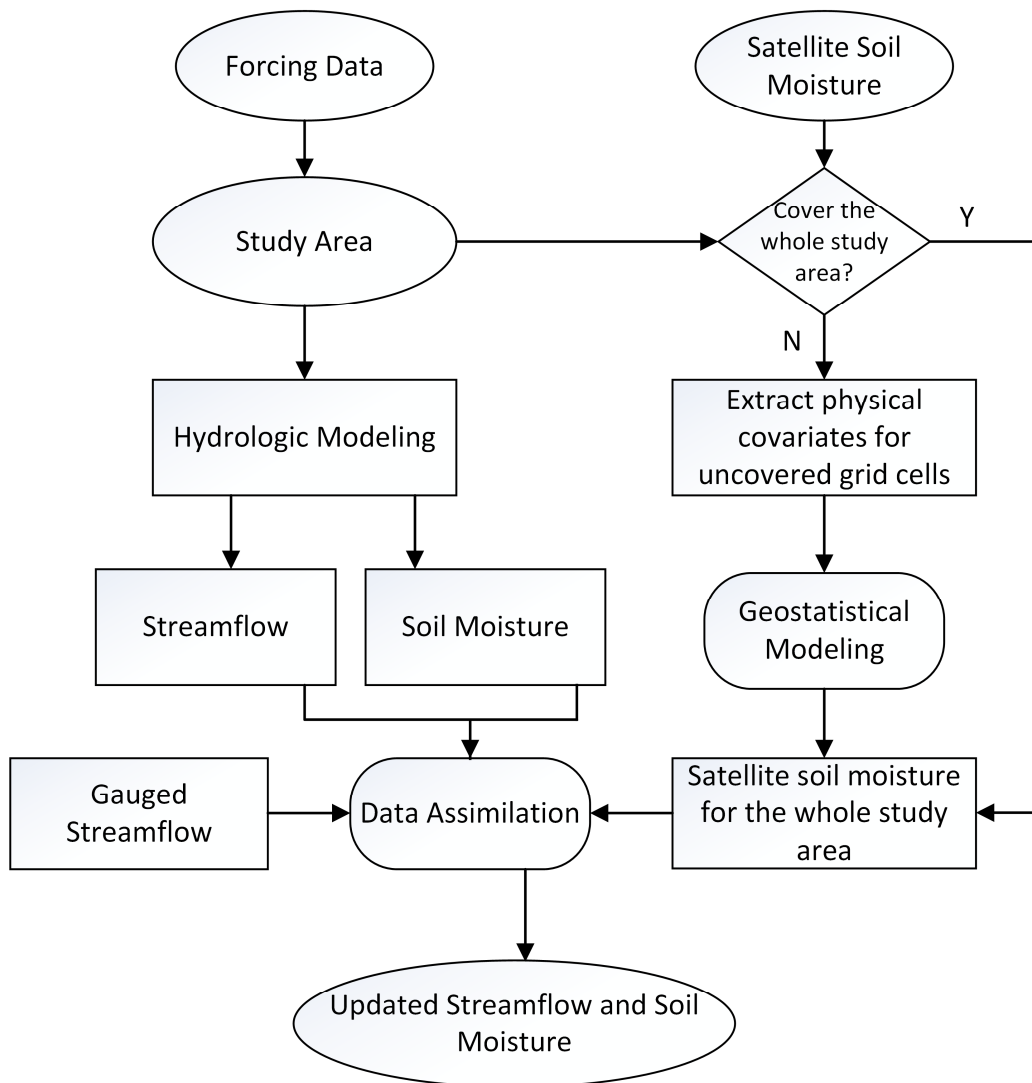 Forcing Data
Satellite Soil
Moisture
Study Area
Cover the
whole study
area?
Y
N
Hydrologic Modeling
Extract physical
covariates for
uncovered grid cells
Streamflow
Soil Moisture
Geostatistical
Modeling
Gauged
Streamflow
Data Assimilation
Satellite soil moisture
for the whole study
area
Updated Streamflow and Soil
Moisture